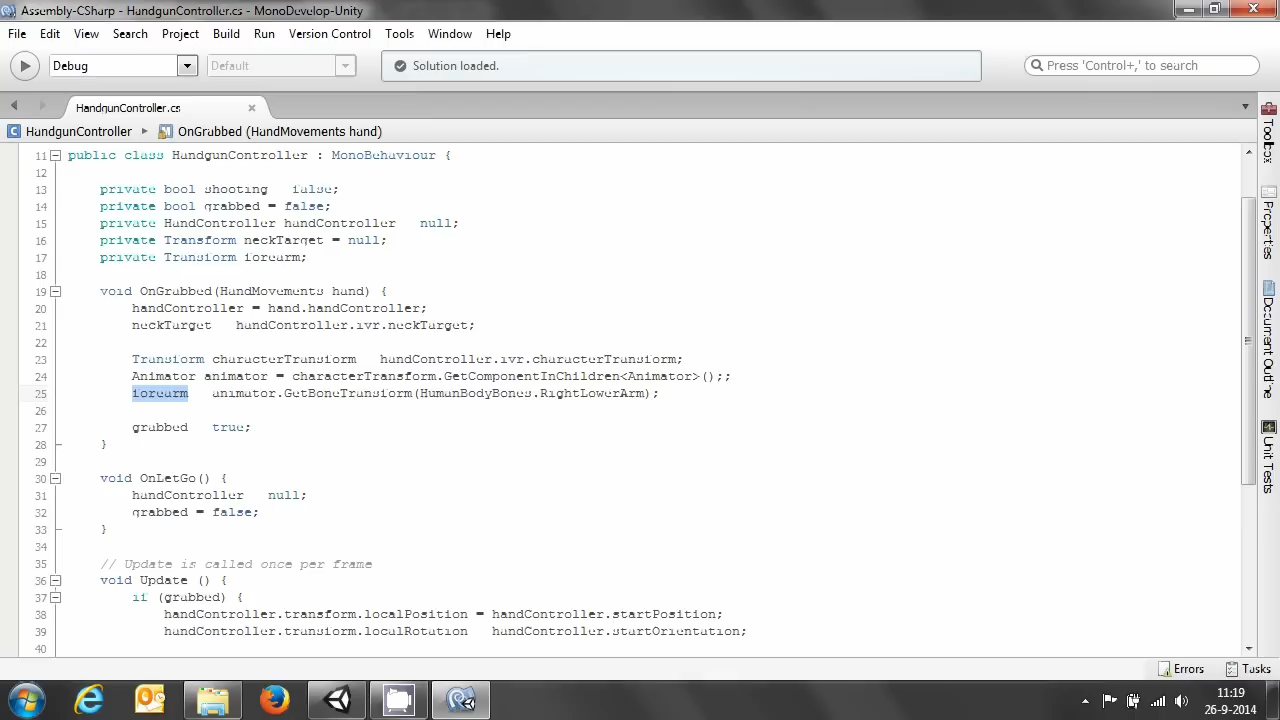 Assembly-CSharp - HandgunController.cs - MonoDevelop-Unity
File Edit View Search Project Build Run Version Control Tools Window Help
Debug Default Solution loaded. Press 'Control+,' to search
HandgunController.cs
HandgunController OnGrabbed (HandMovements hand)
11 public class HandgunController : MonoBehaviour {
12
13 private bool shooting = false;
14 private bool grabbed = false;
15 private HandController handController = null;
16 private Transform neckTarget = null;
17 private Transform forearm;
18
19 void OnGrabbed(HandMovements hand) {
20 handController = hand.handController;
21 neckTarget = handController.ivr.neckTarget;
22
23 Transform characterTransform = handController.ivr.characterTransform;
24 Animator animator = characterTransform.GetComponentInChildren<Animator>();;
25 forearm = animator.GetBoneTransform(HumanBodyBones.RightLowerArm);
26
27 grabbed = true;
28 }
29
30 void OnLetGo() {
31 handController = null;
32 grabbed = false;
33 }
34
35 // Update is called once per frame
36 void Update () {
37 if (grabbed) {
38 handController.transform.localPosition = handController.startPosition;
39 handController.transform.localRotation = handController.startOrientation;
40
Toolbox
Properties
Document Outline
Unit Tests
Errors Tasks
11:19
26-9-2014